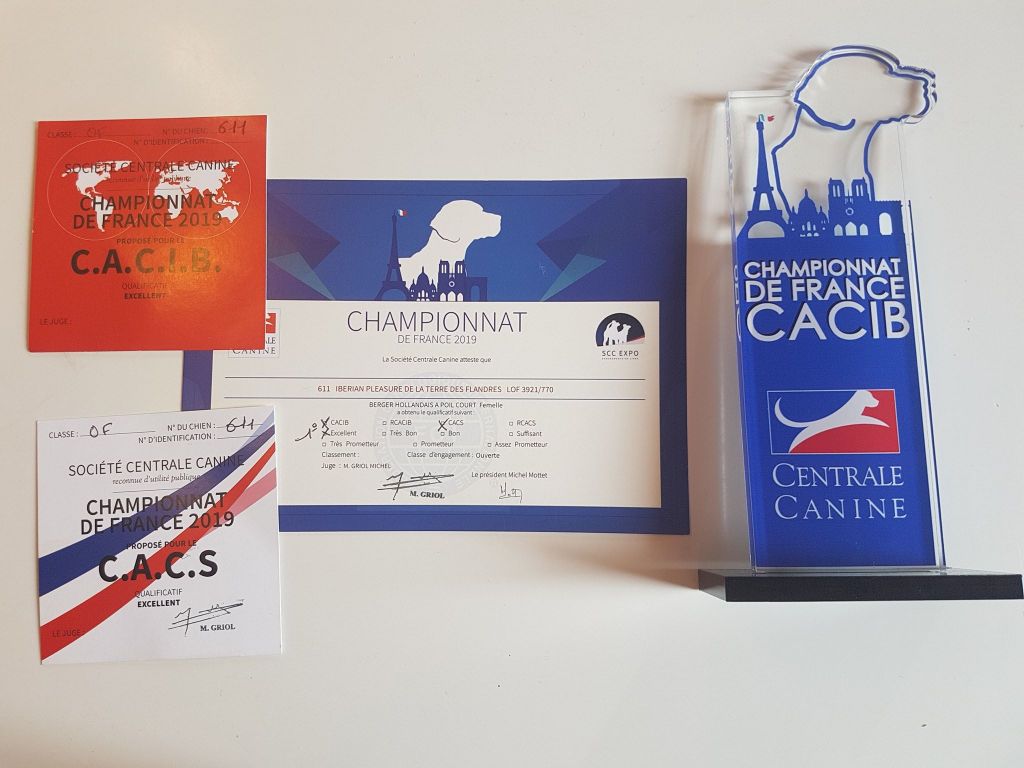 CLASSE : OF N° DU CHIEN : 611
N° D'IDENTIFICATION :
SOCIÉTÉ CENTRALE CANINE
reconnue d'utilité publique
CHAMPIONNAT
DE FRANCE 2019
PROPOSÉ POUR LE
C.A.C.I.B.
QUALIFICATIF
EXCELLENT
LE JUGE :
CLASSE : OF N° DU CHIEN : 611
N° D'IDENTIFICATION :
SOCIÉTÉ CENTRALE CANINE
reconnue d'utilité publique
CHAMPIONNAT
DE FRANCE 2019
PROPOSÉ POUR LE
C.A.C.S
QUALIFICATIF
EXCELLENT
LE JUGE :
M. GRIOL
CANINE
CHAMPIONNAT
DE FRANCE 2019
SCC EXPO
La Société Centrale Canine atteste que
611 IBERIAN PLEASURE DE LA TERRE DES FLANDRES LOF 3921/770
BERGER HOLLANDAIS A POIL COURT Femelle
a obtenu le qualificatif suivant :
X CACIB RCACIB X CACS RCACS
1° X Excellent Très Bon Bon Suffisant
Très Prometteur Prometteur Assez Prometteur
Classement : Classe d'engagement : Ouverte
Juge : M. GRIOL MICHEL Le président Michel Mottet
M. GRIOL
CHAMPIONNAT
DE FRANCE
CACIB
CENTRALE
CANINE